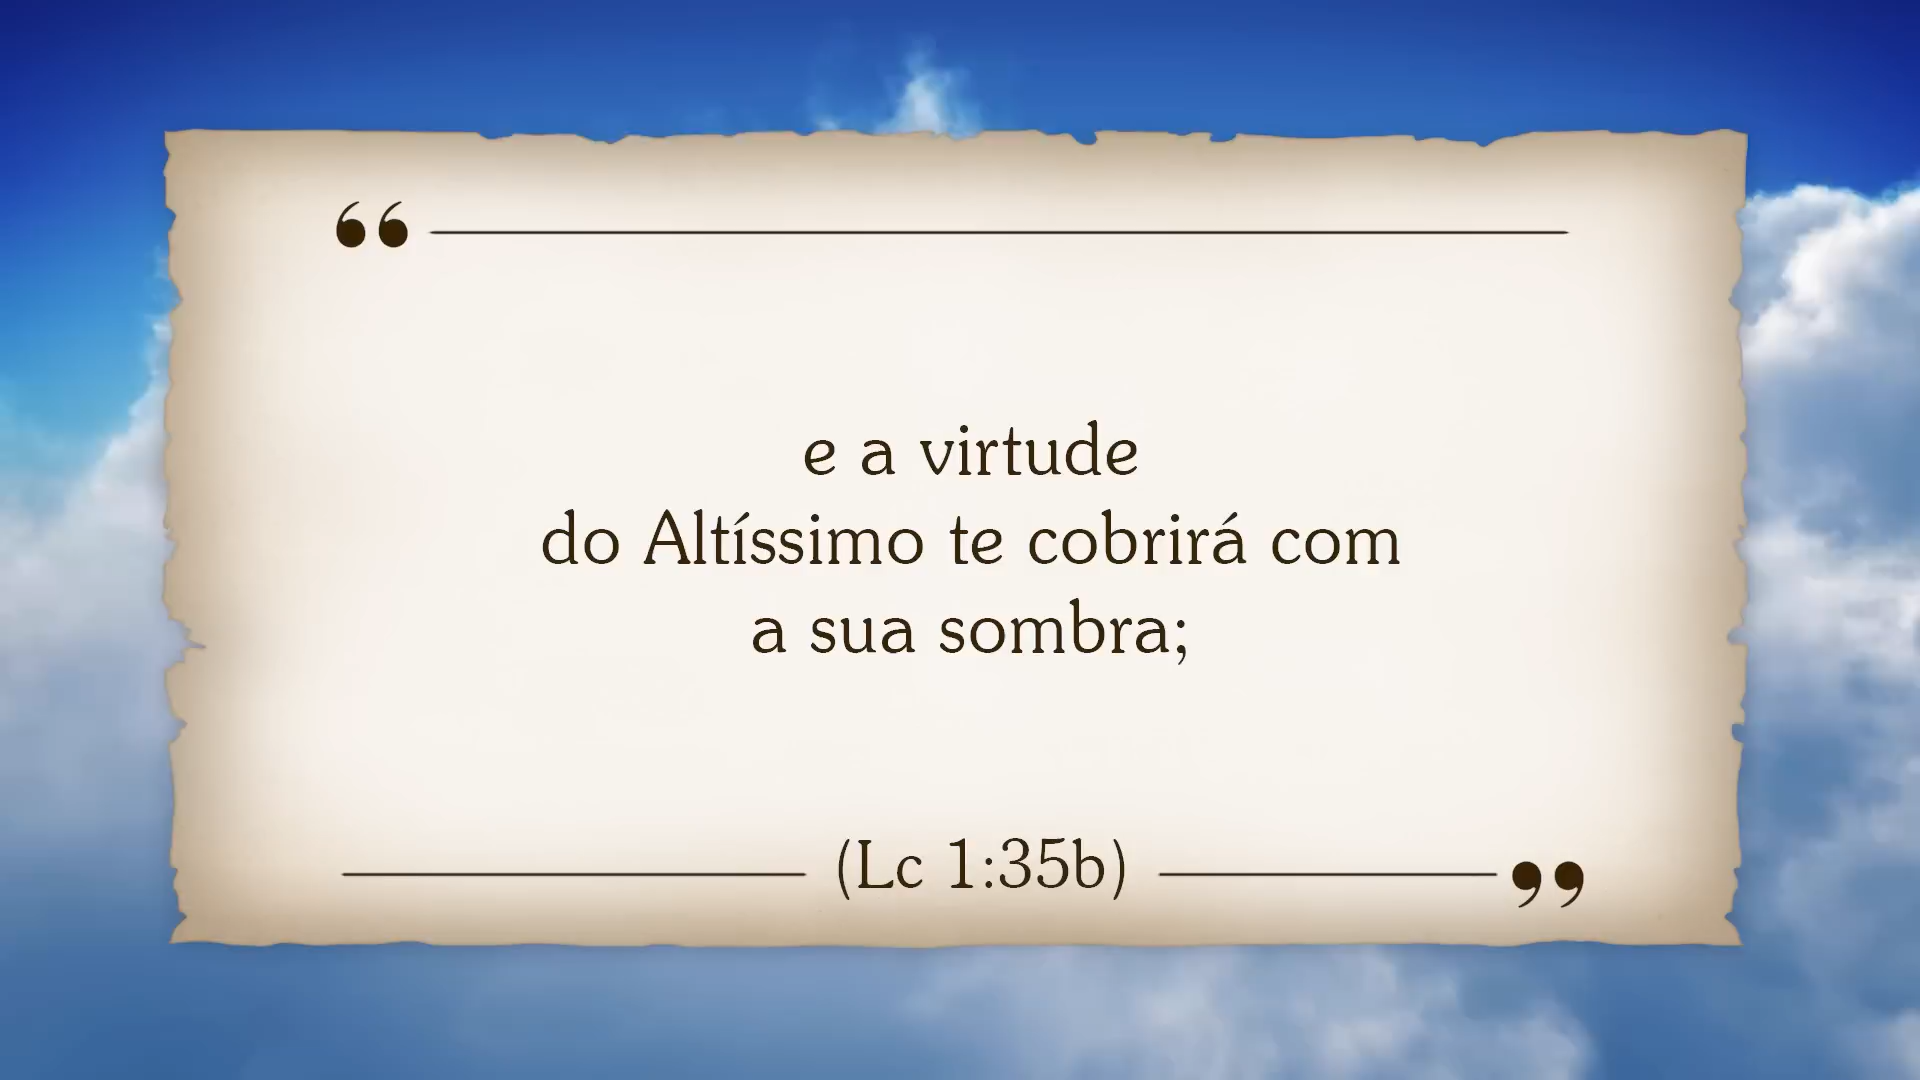 “
e a virtude
do Altíssimo te cobrirá com
a sua sombra;
(Lc 1:35b)
”